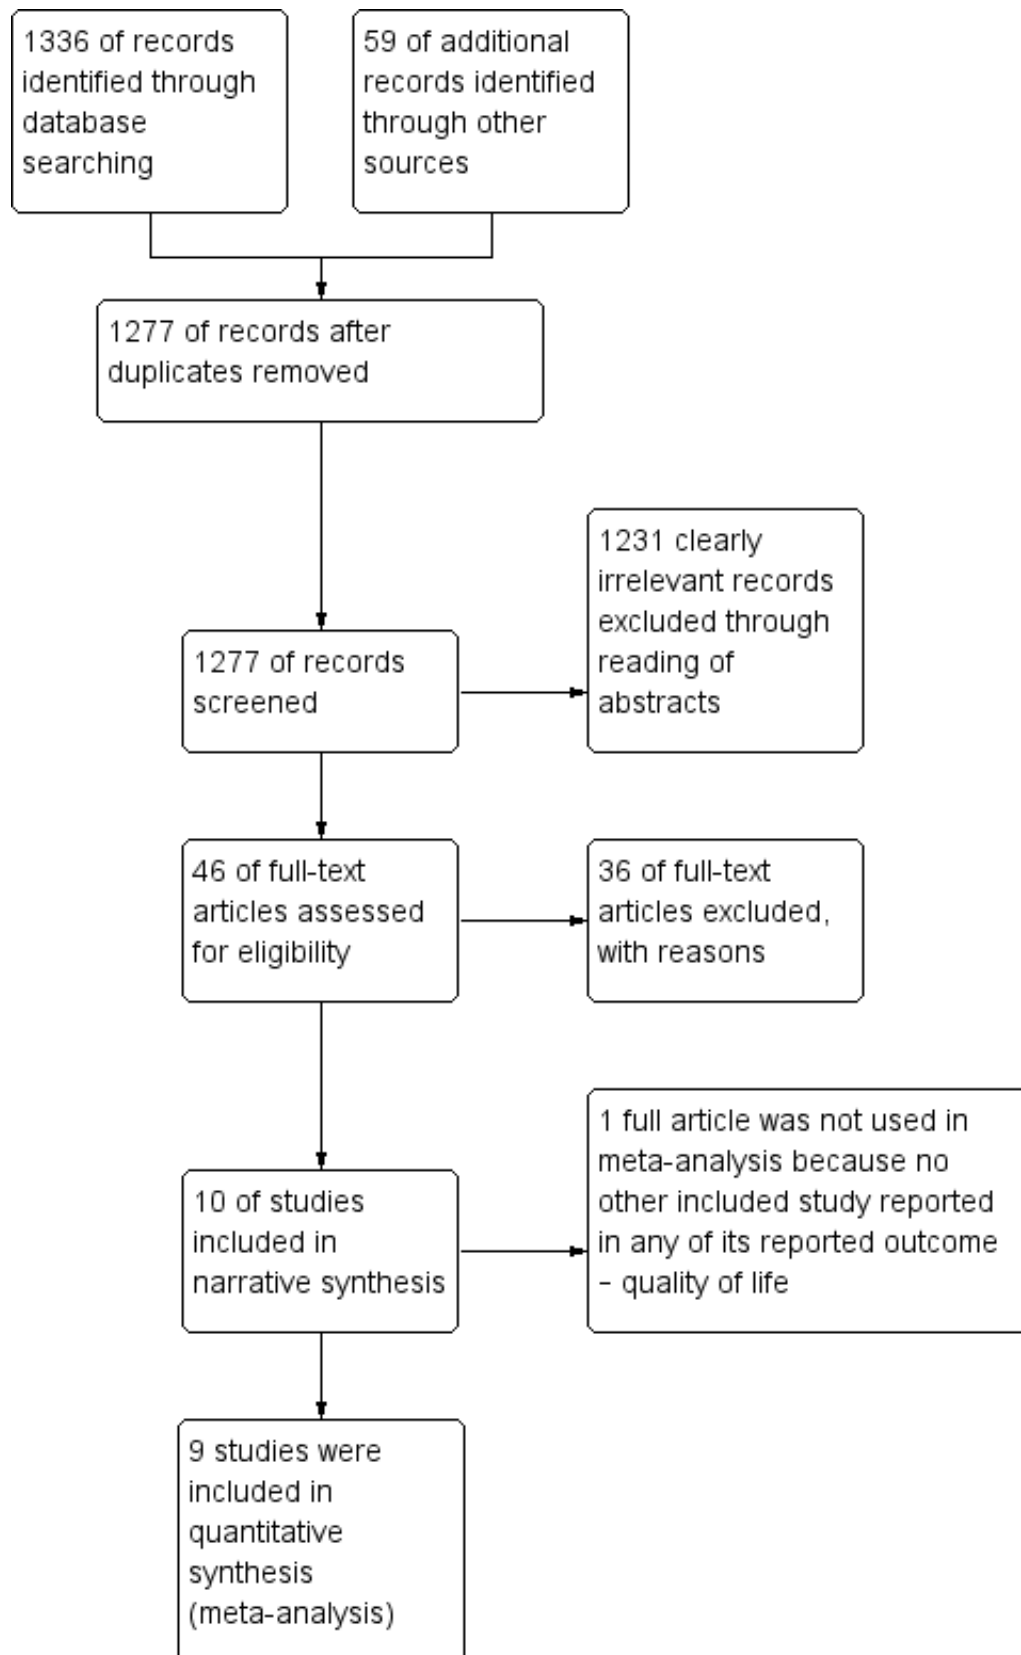 1336 of records
identified through
database
searching
59 of additional
records identified
through other
sources
1277 of records after
duplicates removed
1231 clearly
irrelevant records
excluded through
reading of
abstracts
1277 of records
screened
46 of full-text
articles assessed
for eligibility
36 of full-text
articles excluded,
with reasons
1 full article was not used in
meta-analysis because no
other included study reported
in any of its reported outcome
– quality of life
10 of studies
included in
narrative synthesis
9 studies were
included in
quantitative
synthesis
(meta-analysis)